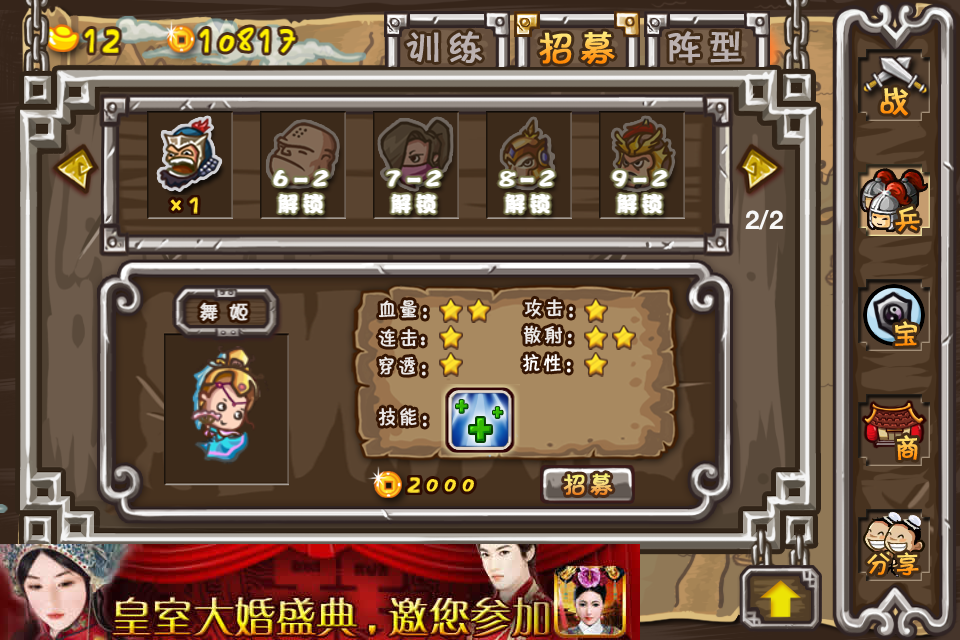 12
10817
训练
招募
阵型
×1
6-2
解锁
7-2
解锁
8-2
解锁
9-2
解锁
2/2
舞姬
血量:
攻击:
连击:
散射:
穿透:
抗性:
技能:
2000
招募
战
兵
宝
商
分享
皇室大婚盛典，邀您参加